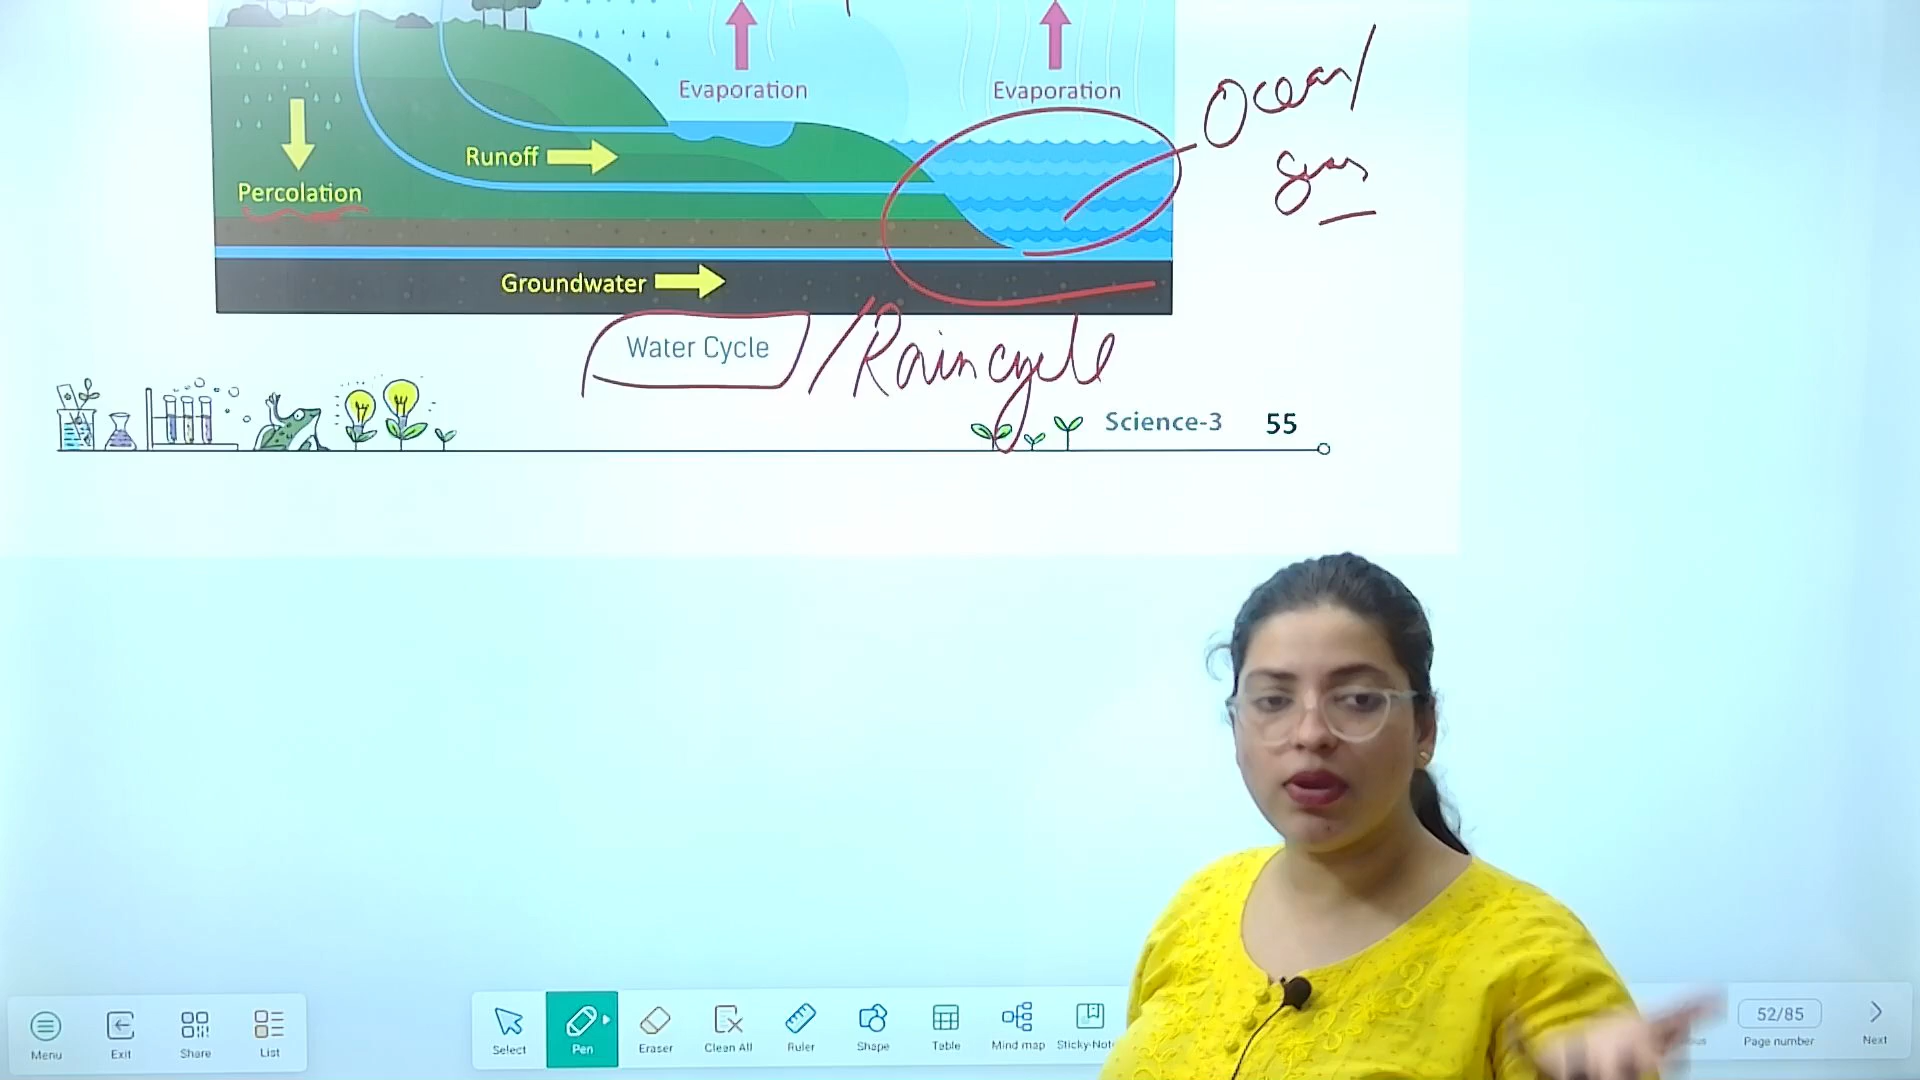 Evaporation
Evaporation
Ocean/
Runoff
Percolation
Groundwater
Water Cycle / Rain cycle
Science-3 55
Menu
Exit
Share
List
Select
Pen
Eraser
Clean All
Ruler
Shape
Table
Mind map
52/85
Page number
Next